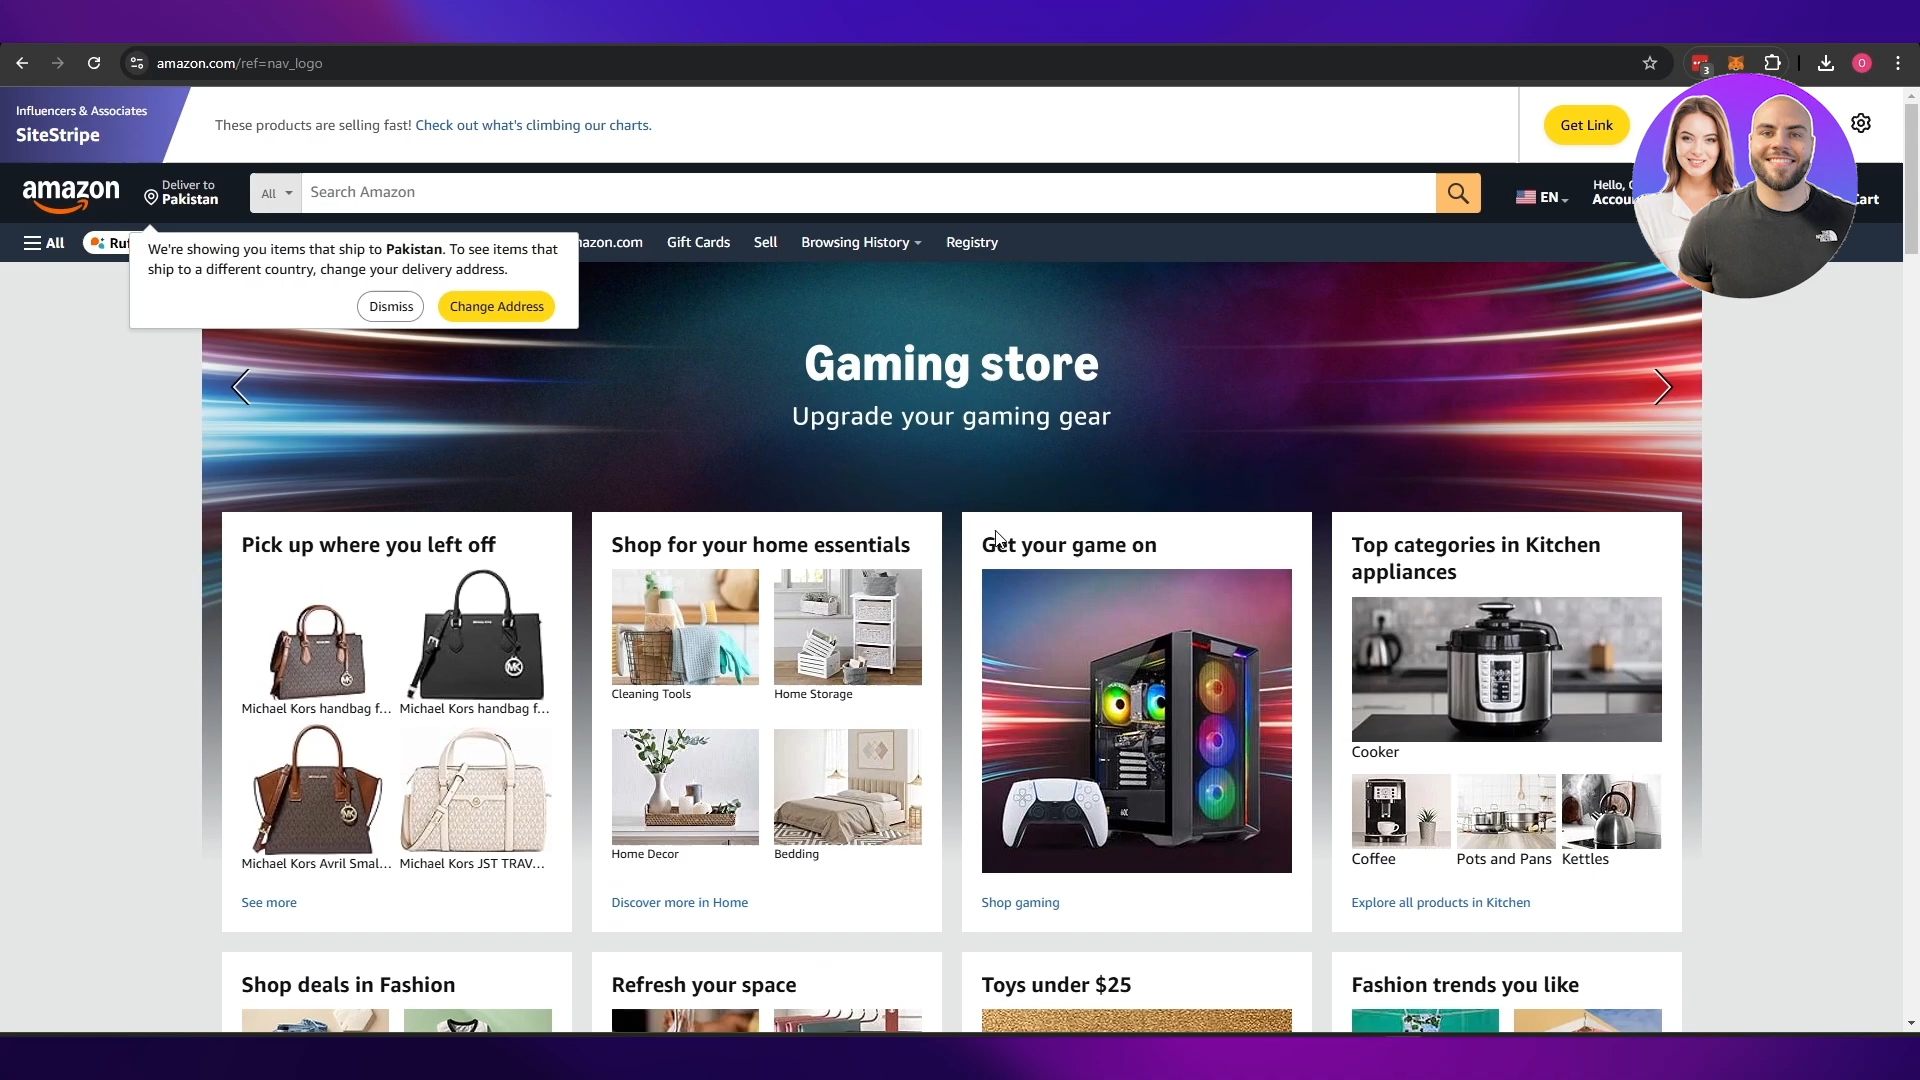 amazon.com/ref=nav_logo
3
O
Influencers & Associates
SiteStripe
These products are selling fast! Check out what's climbing our charts.
Get Link
amazon
Deliver to
Pakistan
All
Search Amazon
EN
Hello,
Cart
All
Gift Cards
Sell
Browsing History
Registry
We're showing you items that ship to Pakistan. To see items that
ship to a different country, change your delivery address.
Dismiss
Change Address
Gaming store
Upgrade your gaming gear
Pick up where you left off
Michael Kors handbag f...
Michael Kors handbag f...
Michael Kors Avril Smal...
Michael Kors JST TRAV...
See more
Shop for your home essentials
Cleaning Tools
Home Storage
Home Decor
Bedding
Discover more in Home
Get your game on
Shop gaming
Top categories in Kitchen
appliances
Cooker
Coffee
Pots and Pans
Kettles
Explore all products in Kitchen
Shop deals in Fashion
Refresh your space
Toys under $25
Fashion trends you like